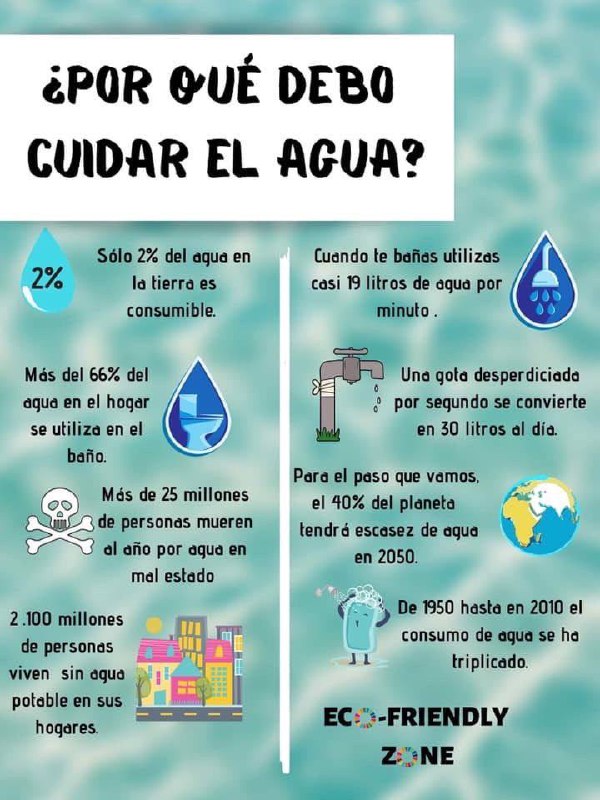 ¿POR QUÉ DEBO
CUIDAR EL AGUA?
2%
Sólo 2% del agua en
la tierra es
consumible.
Más del 66% del
agua en el hogar
se utiliza en el
baño.
Más de 25 millones
de personas mueren
al año por agua en
mal estado
2.100 millones
de personas
viven sin agua
potable en sus
hogares.
Cuando te bañas utilizas
casi 19 litros de agua por
minuto .
Una gota desperdiciada
por segundo se convierte
en 30 litros al día.
Para el paso que vamos,
el 40% del planeta
tendrá escasez de agua
en 2050.
De 1950 hasta en 2010 el
consumo de agua se ha
triplicado.
ECO-FRIENDLY
ZONE